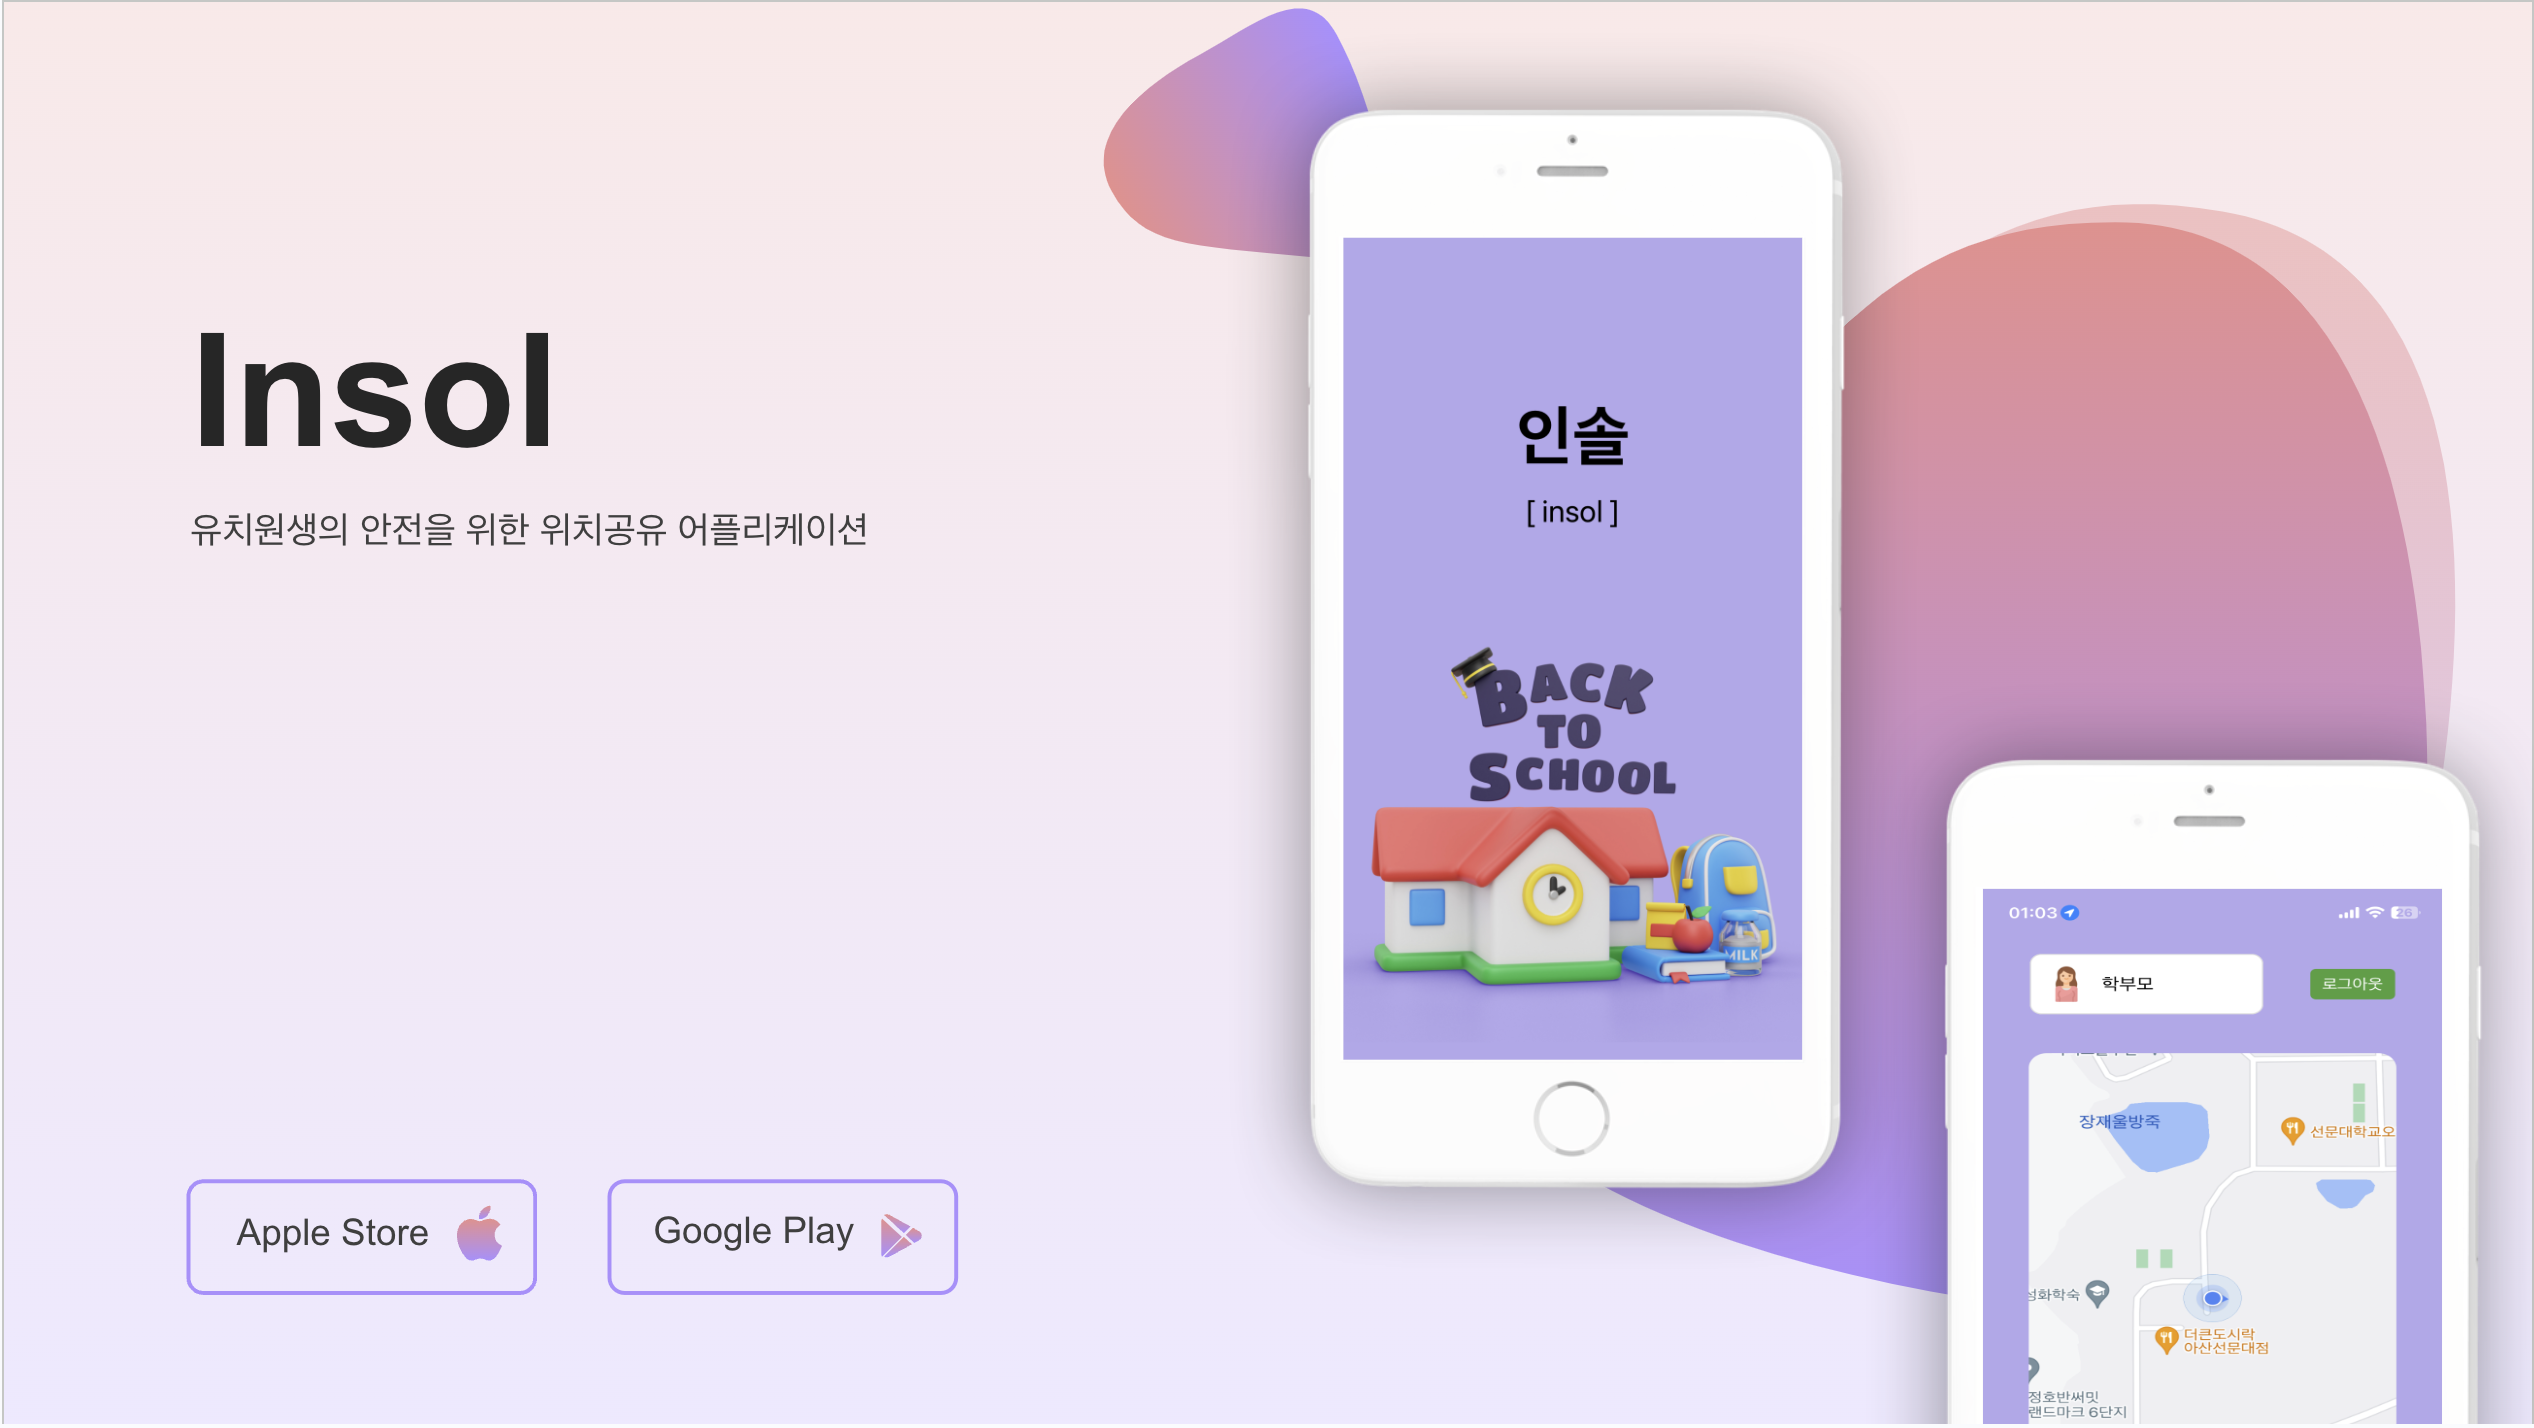 Insol
유치원생의 안전을 위한 위치공유 어플리케이션
Apple Store
Google Play
인솔
[ insol ]
BACK
TO
SCHOOL
MILK
01:03
26
학부모
로그아웃
장재울방죽
선문대학교오
성화학숙
더큰도시락
아산선문대점
정호반써밋
랜드마크 6단지